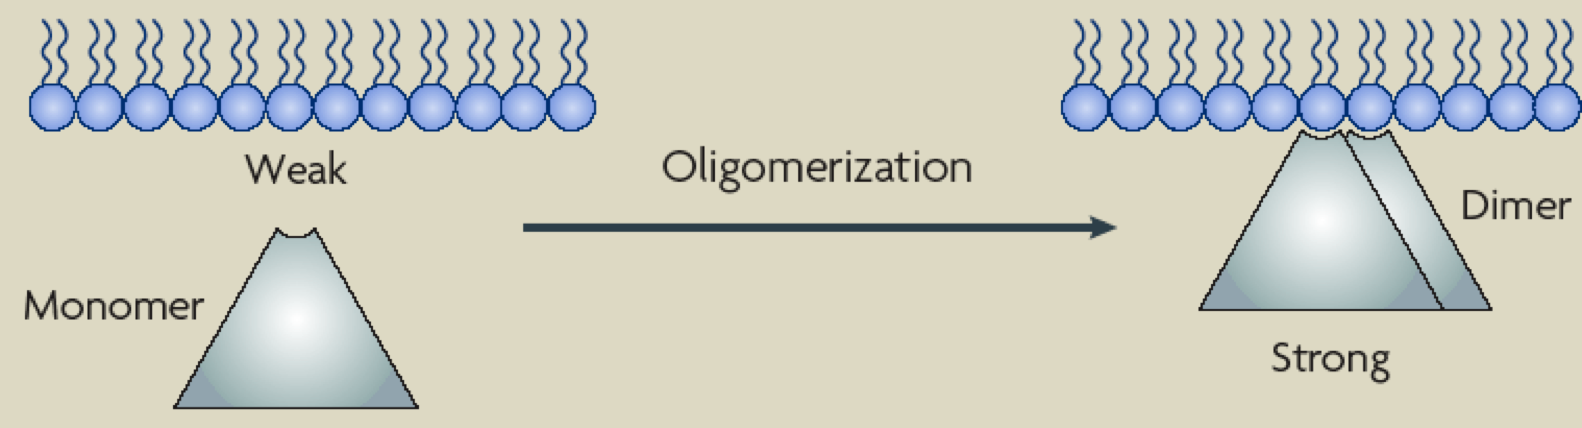 Weak
Monomer
Oligomerization
Dimer
Strong